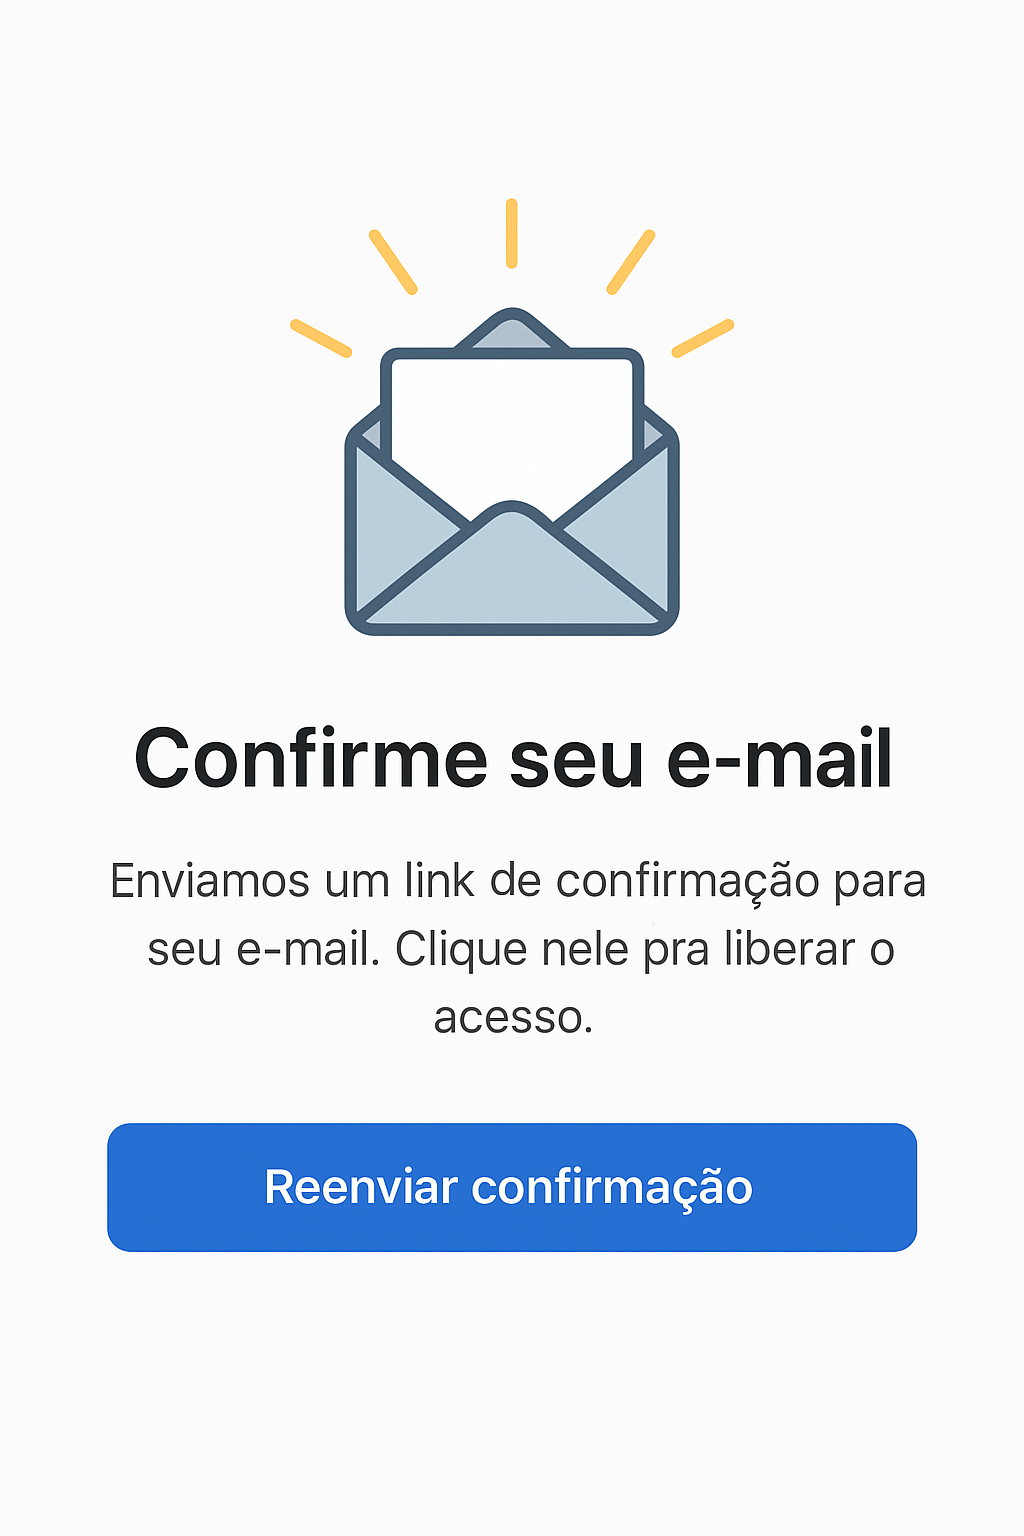 Confirme seu e-mail
Enviamos um link de confirmação para
seu e-mail. Clique nele pra liberar o
acesso.
Reenviar confirmação